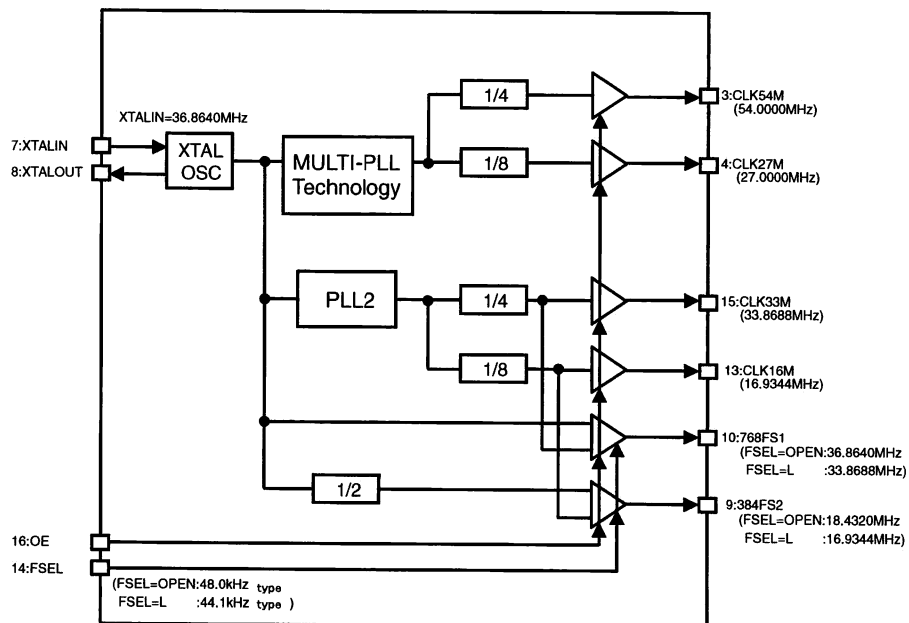 XTALIN=36.8640MHz
7:XTALIN
8:XTALOUT
XTAL
OSC
MULTI-PLL
Technology
1/4
1/8
3:CLK54M
(54.0000MHz)
4:CLK27M
(27.0000MHz)
PLL2
1/4
1/8
15:CLK33M
(33.8688MHz)
13:CLK16M
(16.9344MHz)
10:768FS1
(FSEL=OPEN:36.8640MHz
FSEL=L :33.8688MHz)
1/2
9:384FS2
(FSEL=OPEN:18.4320MHz
FSEL=L :16.9344MHz)
16:OE
14:FSEL
(FSEL=OPEN:48.0kHz type
FSEL=L :44.1kHz type )